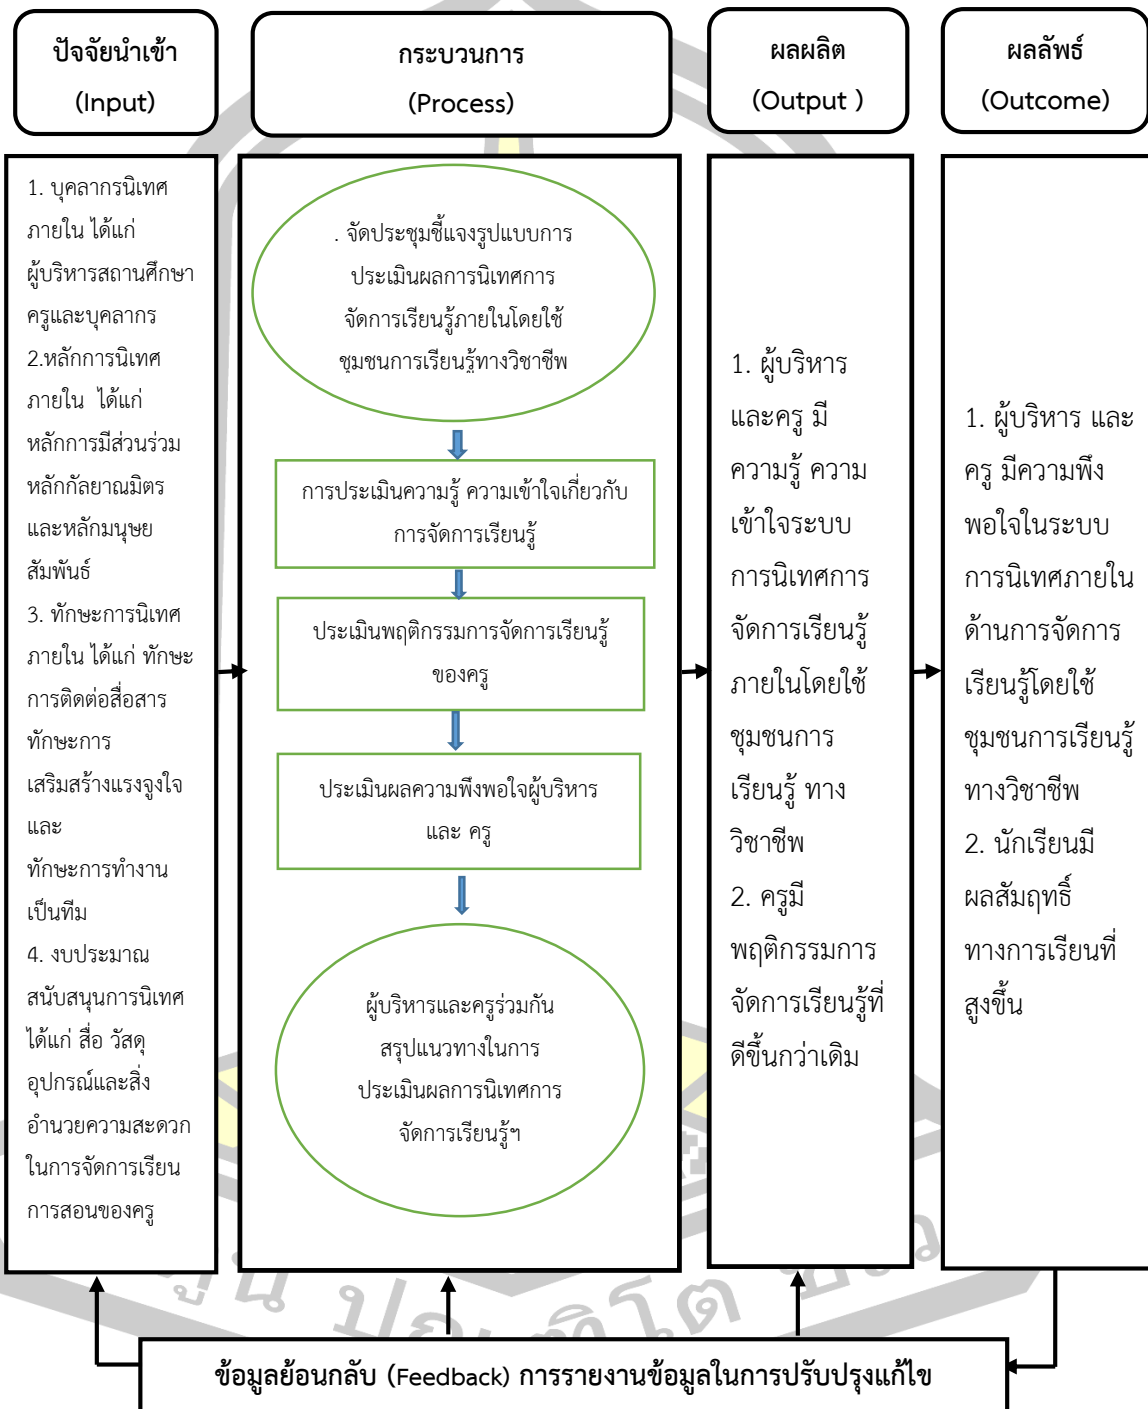 ปัจจัยนำเข้า
(Input)
กระบวนการ
(Process)
ผลผลิต
(Output )
ผลลัพธ์
(Outcome)
1. บุคลากรนิเทศ
ภายใน ได้แก่
ผู้บริหารสถานศึกษา
ครูและบุคลากร
2.หลักการนิเทศ
ภายใน ได้แก่
หลักการมีส่วนร่วม
หลักกัลยาณมิตร
และหลักมนุษย
สัมพันธ์
3. ทักษะการนิเทศ
ภายใน ได้แก่ ทักษะ
การติดต่อสื่อสาร
ทักษะการ
เสริมสร้างแรงจูงใจ
และ
ทักษะการทำงาน
เป็นทีม
4. งบประมาณ
สนับสนุนการนิเทศ
ได้แก่ สื่อ วัสดุ
อุปกรณ์และสิ่ง
อำนวยความสะดวก
ในการจัดการเรียน
การสอนของครู
. จัดประชุมชี้แจงรูปแบบการ
ประเมินผลการนิเทศการ
จัดการเรียนรู้ภายในโดยใช้
ชุมชนการเรียนรู้ทางวิชาชีพ
การประเมินความรู้ ความเข้าใจเกี่ยวกับ
การจัดการเรียนรู้
ประเมินพฤติกรรมการจัดการเรียนรู้
ของครู
ประเมินผลความพึงพอใจผู้บริหาร
และ ครู
ผู้บริหารและครูร่วมกัน
สรุปแนวทางในการ
ประเมินผลการนิเทศการ
จัดการเรียนรู้ฯ
1. ผู้บริหาร
และครู มี
ความรู้ ความ
เข้าใจระบบ
การนิเทศการ
จัดการเรียนรู้
ภายในโดยใช้
ชุมชนการ
เรียนรู้ ทาง
วิชาชีพ
2. ครูมี
พฤติกรรมการ
จัดการเรียนรู้ที่
ดีขึ้นกว่าเดิม
1. ผู้บริหาร และ
ครู มีความพึง
พอใจในระบบ
การนิเทศภายใน
ด้านการจัดการ
เรียนรู้โดยใช้
ชุมชนการเรียนรู้
ทางวิชาชีพ
2. นักเรียนมี
ผลสัมฤทธิ์
ทางการเรียนที่
สูงขึ้น
ข้อมูลย้อนกลับ (Feedback) การรายงานข้อมูลในการปรับปรุงแก้ไข